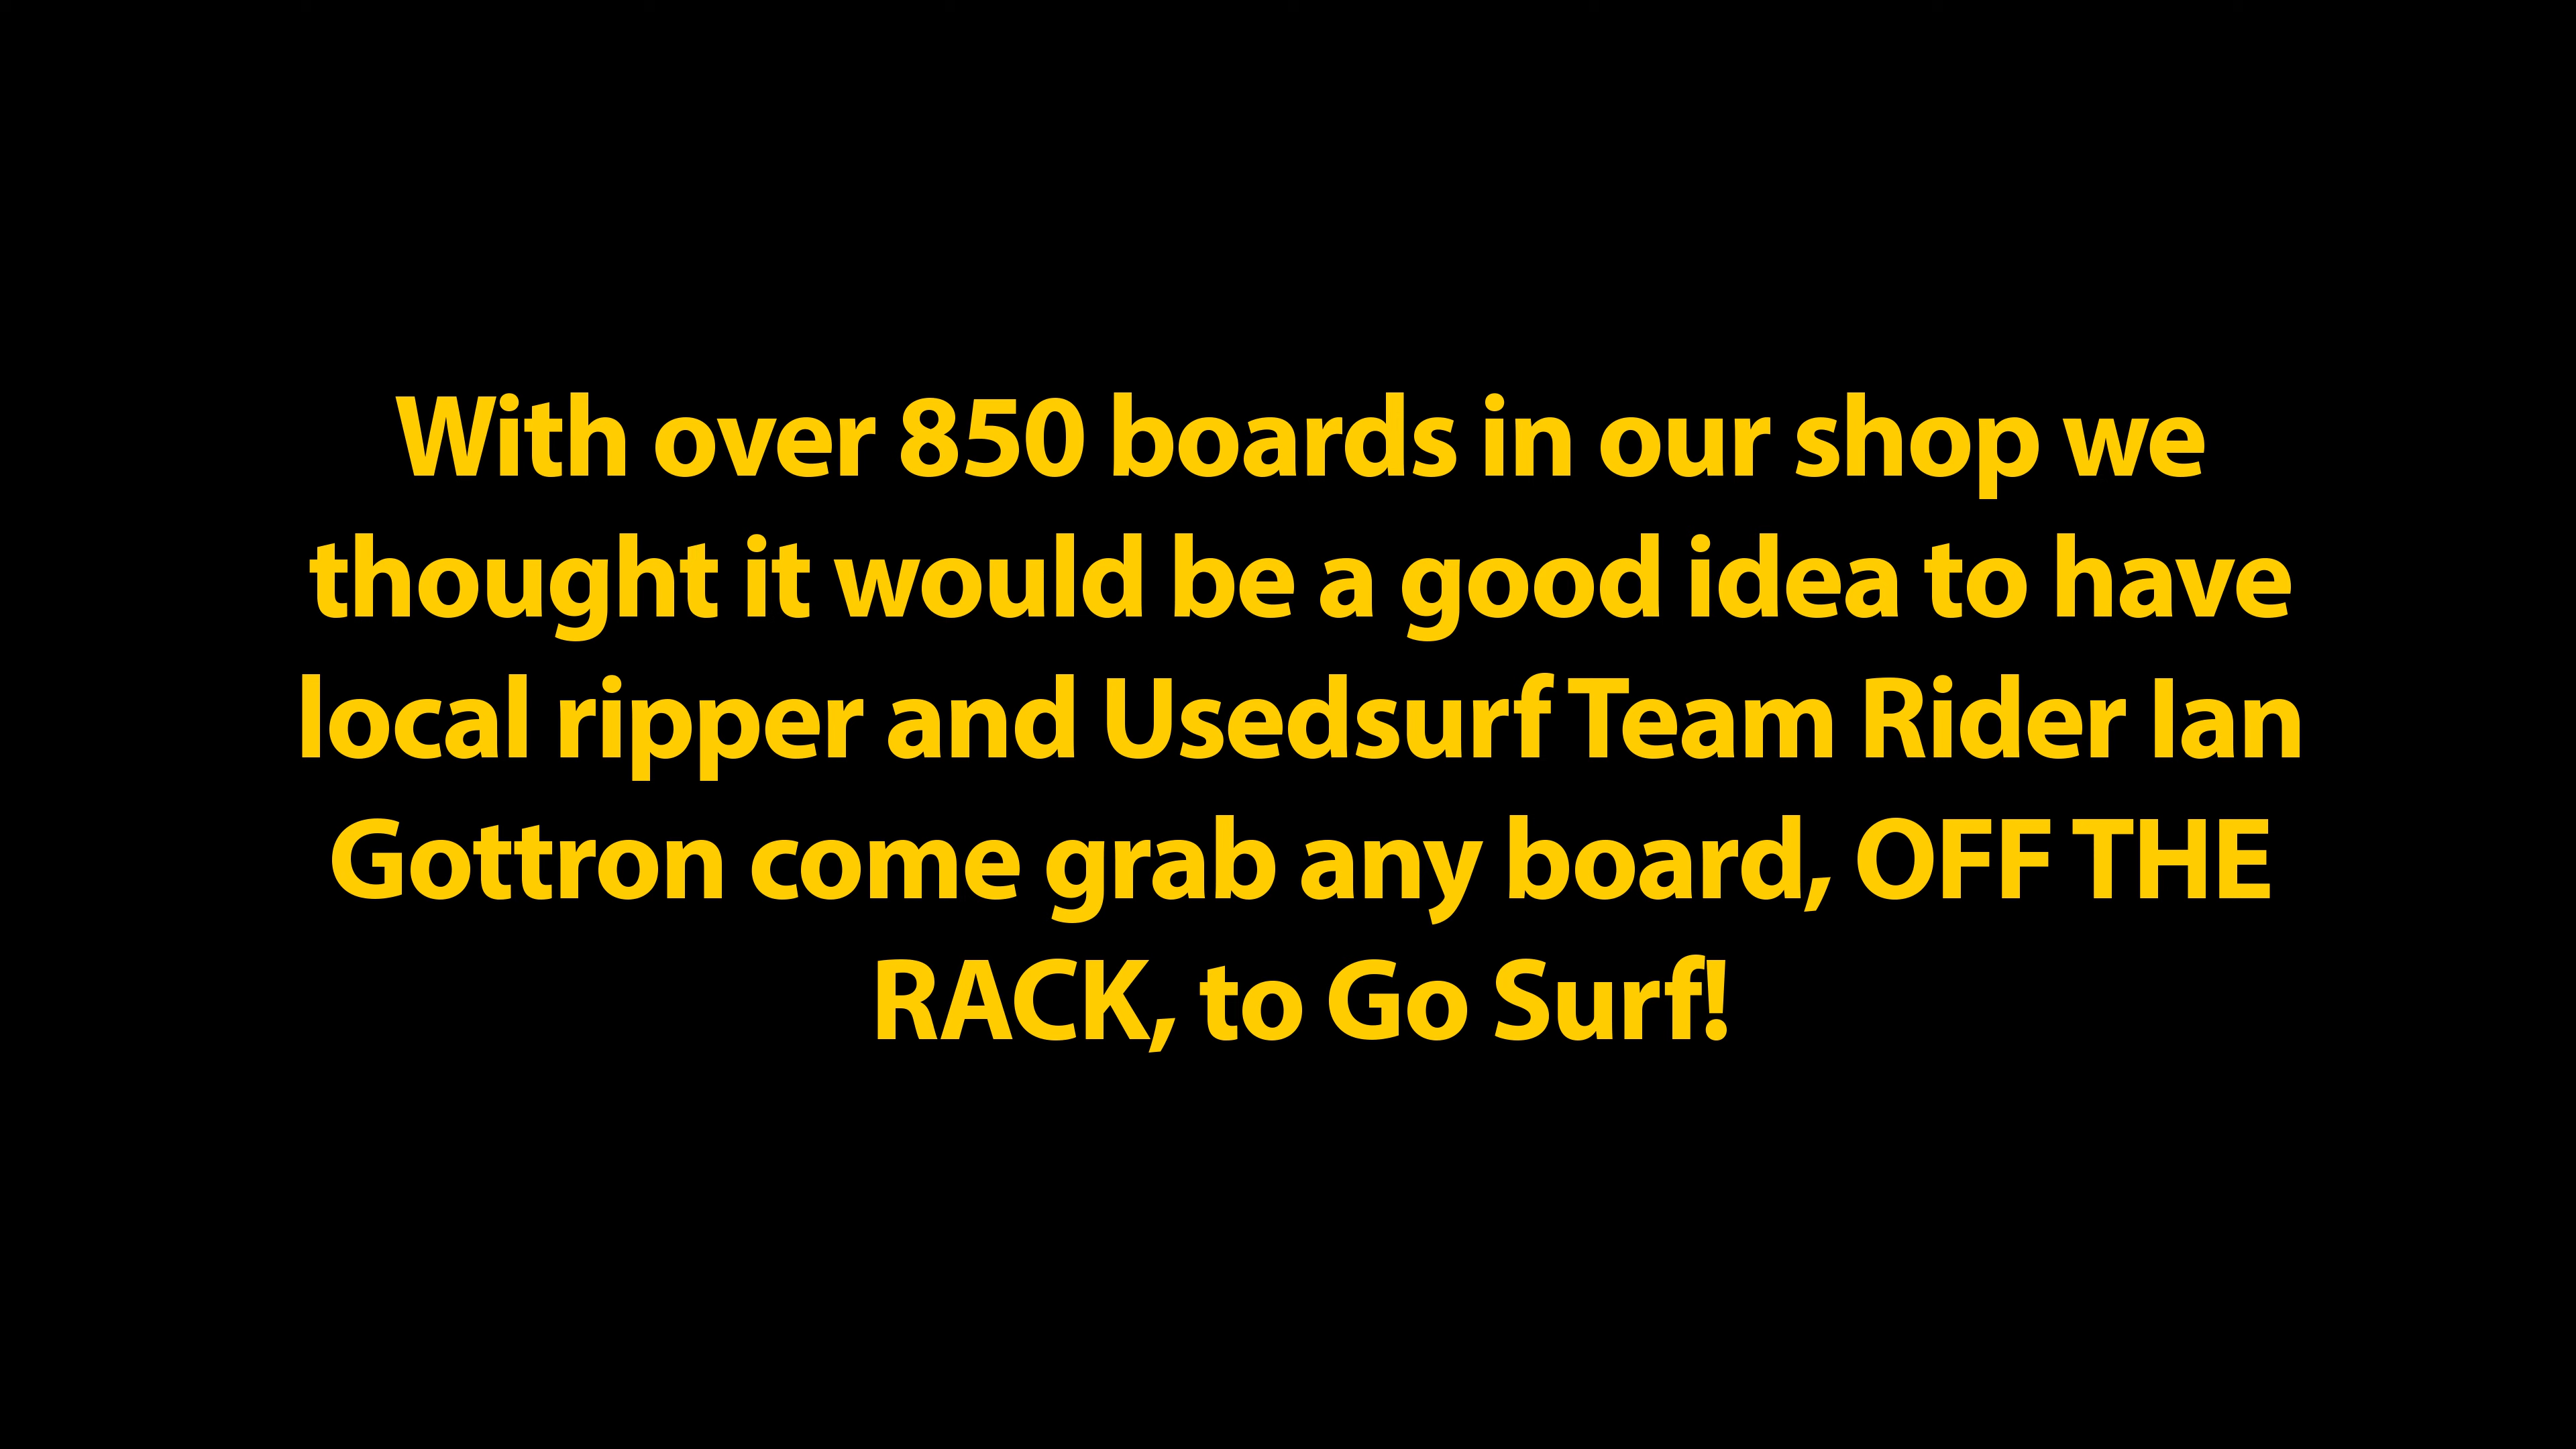 With over 850 boards in our shop we
thought it would be a good idea to have
local ripper and Usedsurf Team Rider Ian
Gottron come grab any board, OFF THE
RACK, to Go Surf!